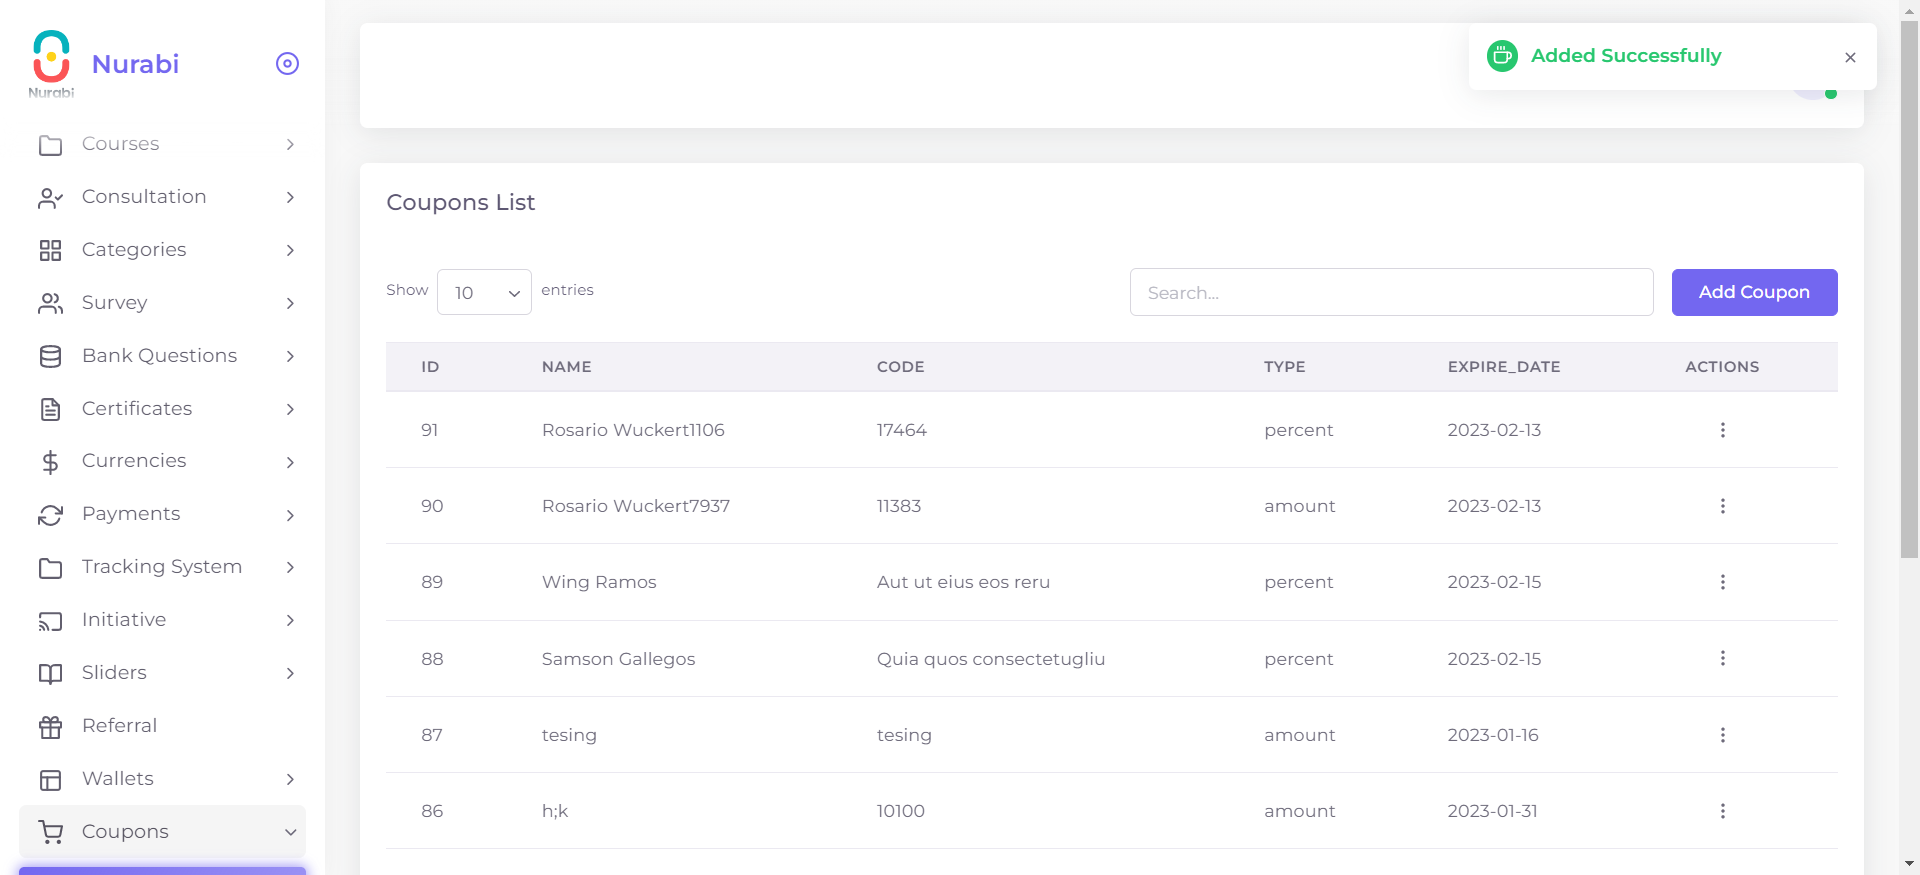 Nurabi
Nurabi
Courses
Consultation
Categories
Survey
Bank Questions
Certificates
Currencies
Payments
Tracking System
Initiative
Sliders
Referral
Wallets
Coupons
Added Successfully
Coupons List
Show 10 entries
Search...
Add Coupon
ID NAME CODE TYPE EXPIRE_DATE ACTIONS
91 Rosario Wuckert1106 17464 percent 2023-02-13
90 Rosario Wuckert7937 11383 amount 2023-02-13
89 Wing Ramos Aut ut eius eos reru percent 2023-02-15
88 Samson Gallegos Quia quos consectetugliu percent 2023-02-15
87 tesing tesing amount 2023-01-16
86 h;k 10100 amount 2023-01-31